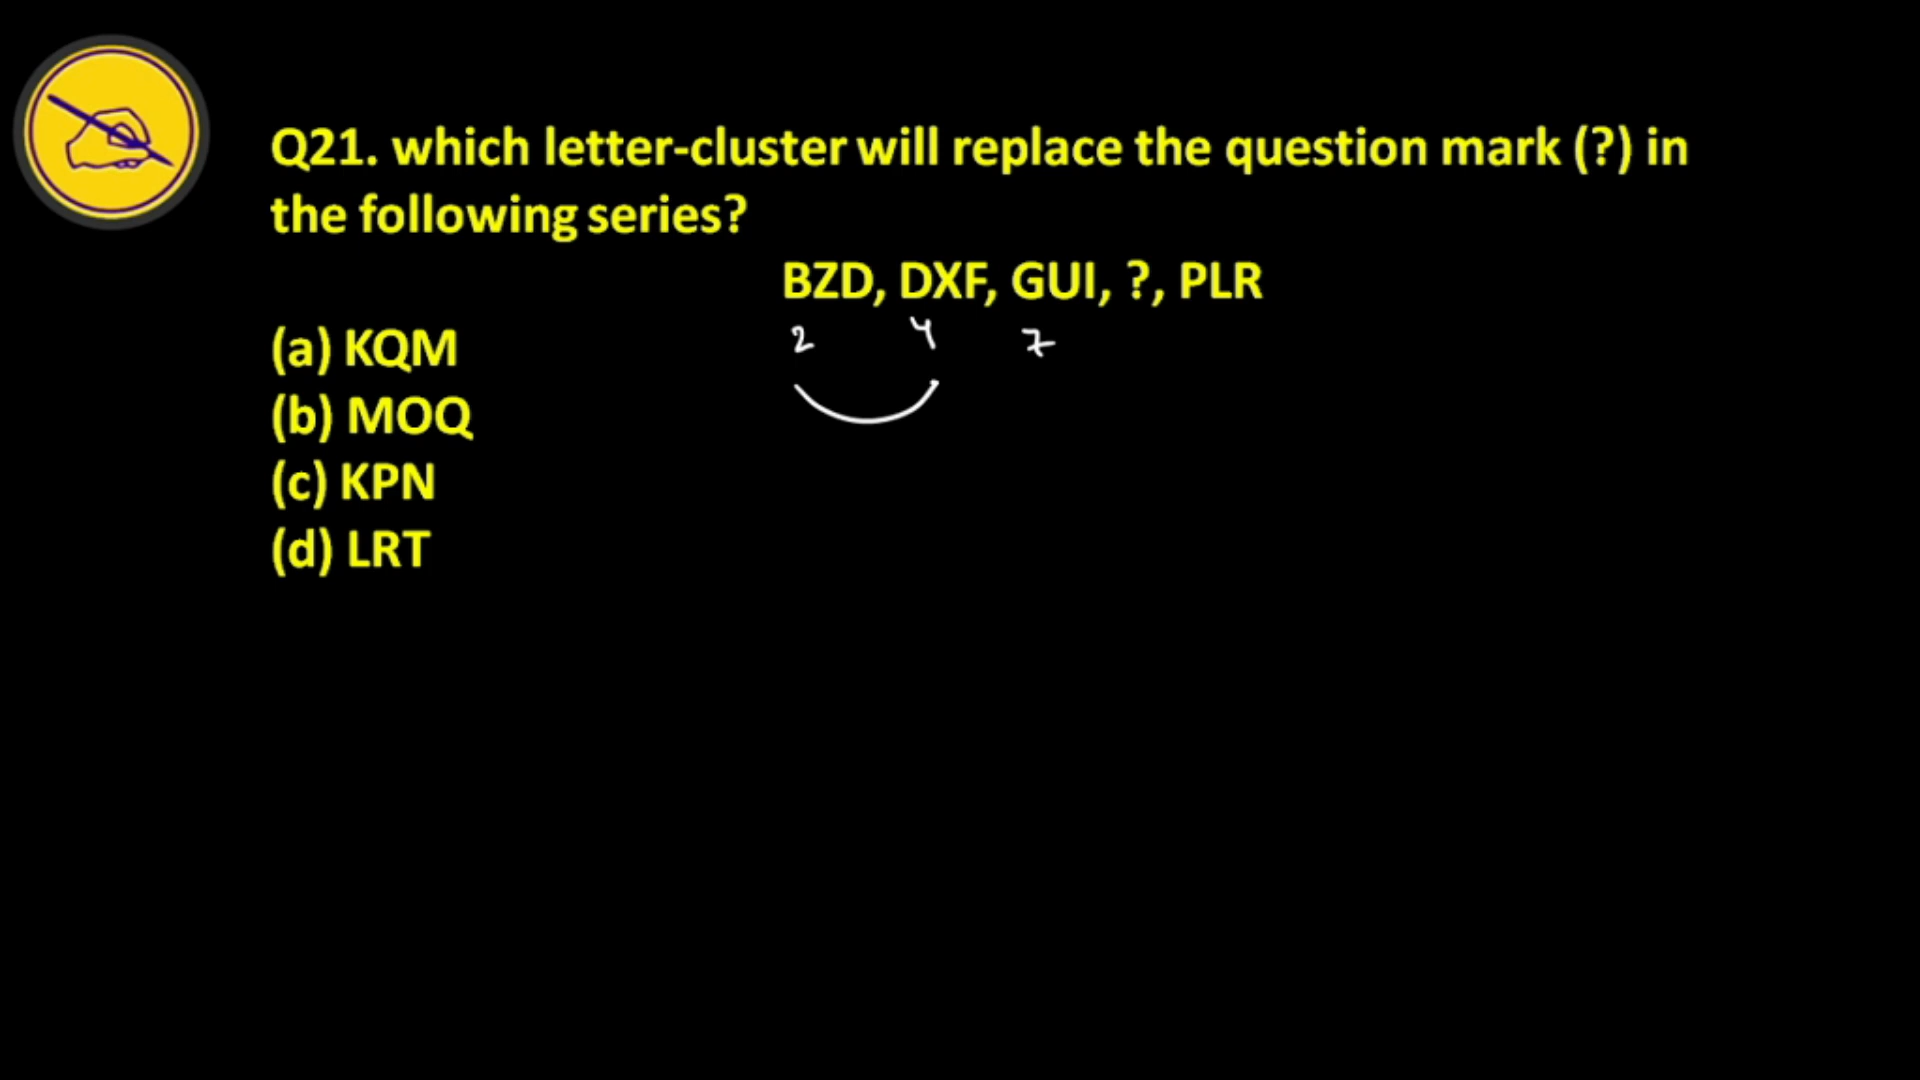 Q21. which letter-cluster will replace the question mark (?) in
the following series?
BZD, DXF, GUI, ?, PLR
2 4 7
(a) KQM
(b) MOQ
(c) KPN
(d) LRT